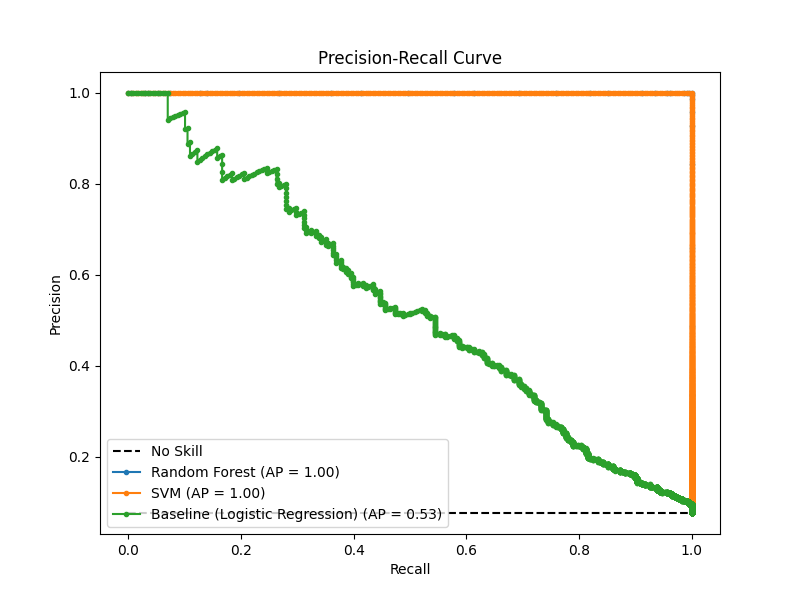 Precision-Recall Curve
Precision
1.0
0.8
0.6
0.4
0.2
No Skill
Random Forest (AP = 1.00)
SVM (AP = 1.00)
Baseline (Logistic Regression) (AP = 0.53)
0.0 0.2 0.4 0.6 0.8 1.0
Recall